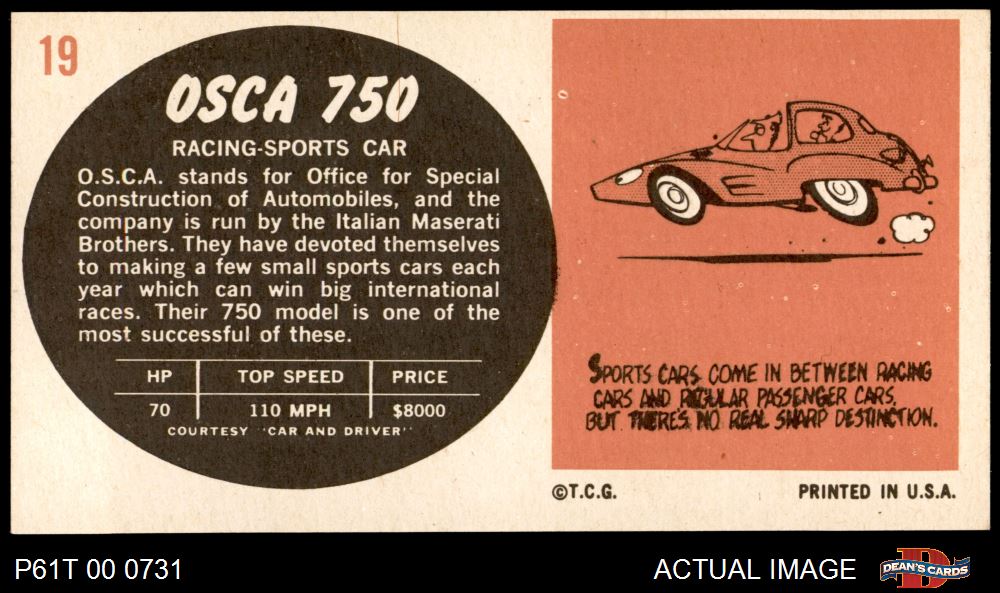 19
OSCA 750
RACING-SPORTS CAR
O.S.C.A. stands for Office for Special
Construction of Automobiles, and the
company is run by the Italian Maserati
Brothers. They have devoted themselves
to making a few small sports cars each
year which can win big international
races. Their 750 model is one of the
most successful of these.
HP TOP SPEED PRICE
70 110 MPH $8000
COURTESY "CAR AND DRIVER"
SPORTS CARS COME IN BETWEEN RACING
CARS AND REGULAR PASSENGER CARS,
BUT THERE'S NO REAL SHARP DESTINCTION.
©T.C.G.
PRINTED IN U.S.A.
P61T 00 0731
ACTUAL IMAGE
D
DEAN'S CARDS